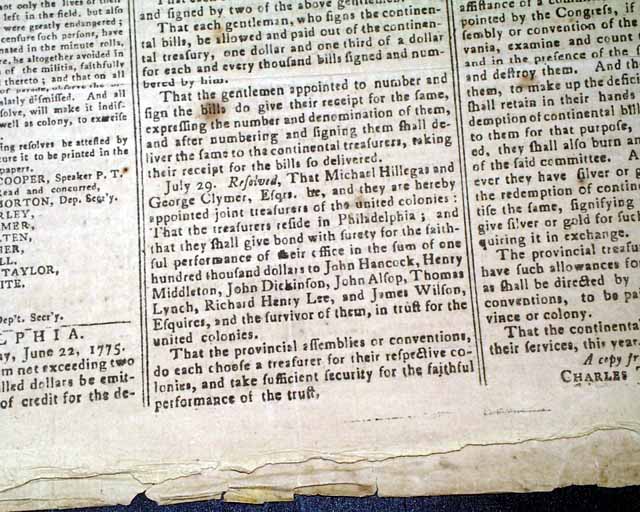 not only the lives of their
left in the field, but also
were greatly endangered;
censure such persons, have
nated in the minute rolls,
re, be altogether avoided in
of the militia, faithfully
thereto; and that on all
larly dismissed. And all
solve, will make it indif-
well as colony, to exercise
ing resolves be attested by
ure it to be printed in the
papers.
COOPER, Speaker P. T.
Read and concurred,
MORTON, Dep. Secr'y.
RLEY,
MER,
TEN,
HER,
LL,
TAYLOR,
ITE,
Dep't. Secr'y.
LPHIA.
ay, June 22, 1775.
m not exceeding two
lled dollars be emit-
of credit for the de-
and signed by two of the above gentlemen.
That each gentleman, who signs the continen-
tal bills, be allowed and paid out of the continen-
tal treasury, one dollar and one third of a dollar
for each and every thousand bills signed and num-
bered by him.
That the gentlemen appointed to number and
sign the bills do give their receipt for the same,
expressing the number and denomination of them,
and after numbering and signing them shall de-
liver the same to the continental treasurers, taking
their receipt for the bills so delivered.
July 29. Resolved, That Michael Hillegas and
George Clymer, Esqrs. be, and they are hereby
appointed joint treasurers of the united colonies:
That the treasurers reside in Philadelphia; and
that they shall give bond with surety for the faith-
ful performance of their office in the sum of one
hundred thousand dollars to John Hancock, Henry
Middleton, John Dickinson, John Alsop, Thomas
Lynch, Richard Henry Lee, and James Wilson,
Esquires, and the survivor of them, in trust for the
united colonies.
That the provincial assemblies or conventions,
do each choose a treasurer for their respective co-
lonies, and take sufficient security for the faithful
performance of the trust,
assistance of a com
pointed by the Congress, if
sembly or convention of the
vania, examine and count
and in the presence of the
and destroy them. And the
them, to make up the defici
shall retain in their hands
demption of continental bill
to them for that purpose,
ed, they shall also burn an
of the said committee. A
ever they have silver or g
the redemption of contin
tise the same, signifying
give silver or gold for suc
quiring it in exchange.
The provincial treasu
have such allowances fo
as shall be directed by
conventions, to be pai
vince or colony.
That the continenta
their services, this year
A copy fr
CHARLES T